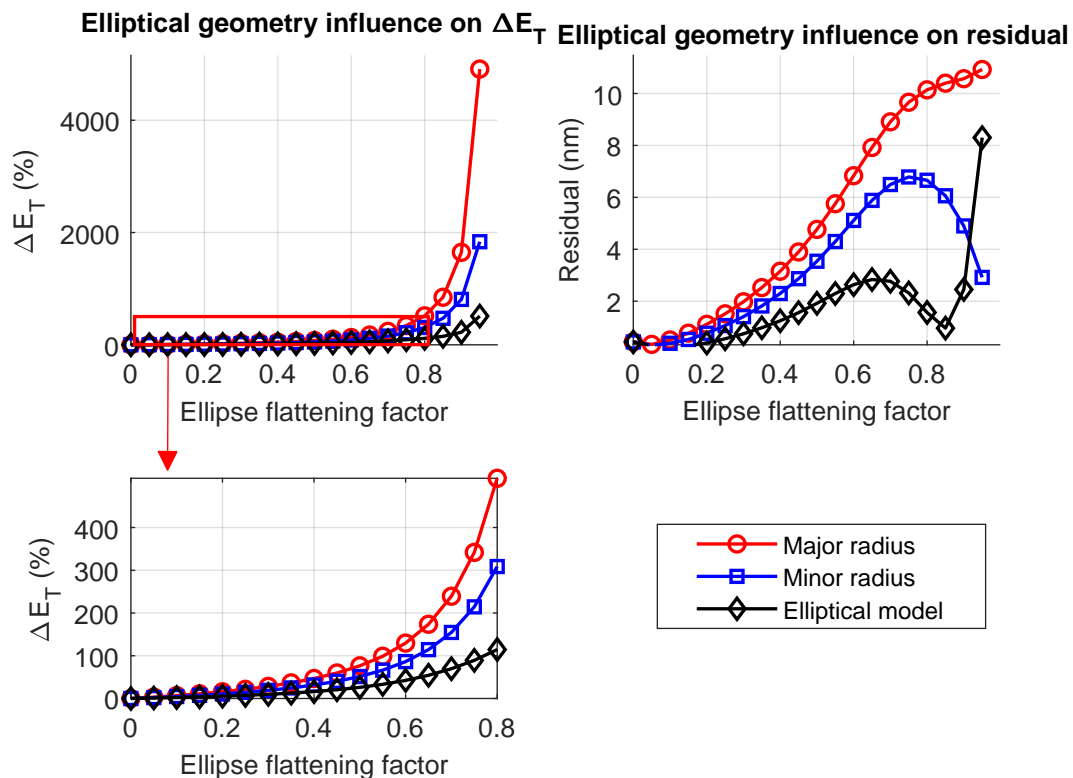 Elliptical geometry influence on ΔE_T
ΔE_T (%)
4000
2000
0
0 0.2 0.4 0.6 0.8
Ellipse flattening factor
Elliptical geometry influence on residual
Residual (nm)
10
8
6
4
2
0 0.2 0.4 0.6 0.8
Ellipse flattening factor
ΔE_T (%)
400
300
200
100
0
0 0.2 0.4 0.6 0.8
Ellipse flattening factor
Major radius
Minor radius
Elliptical model